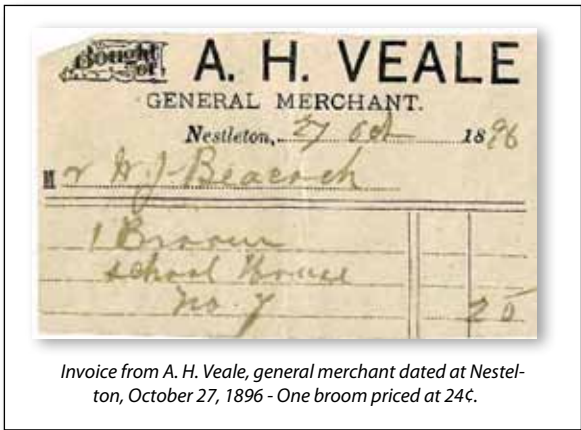 Bought
of
A. H. VEALE
GENERAL MERCHANT.
Nestleton, 27 Oct 1896
Mr W. J. Beacock
1 Broom
school House
no. 7 25
Invoice from A. H. Veale, general merchant dated at Nestel-
ton, October 27, 1896 - One broom priced at 24¢.